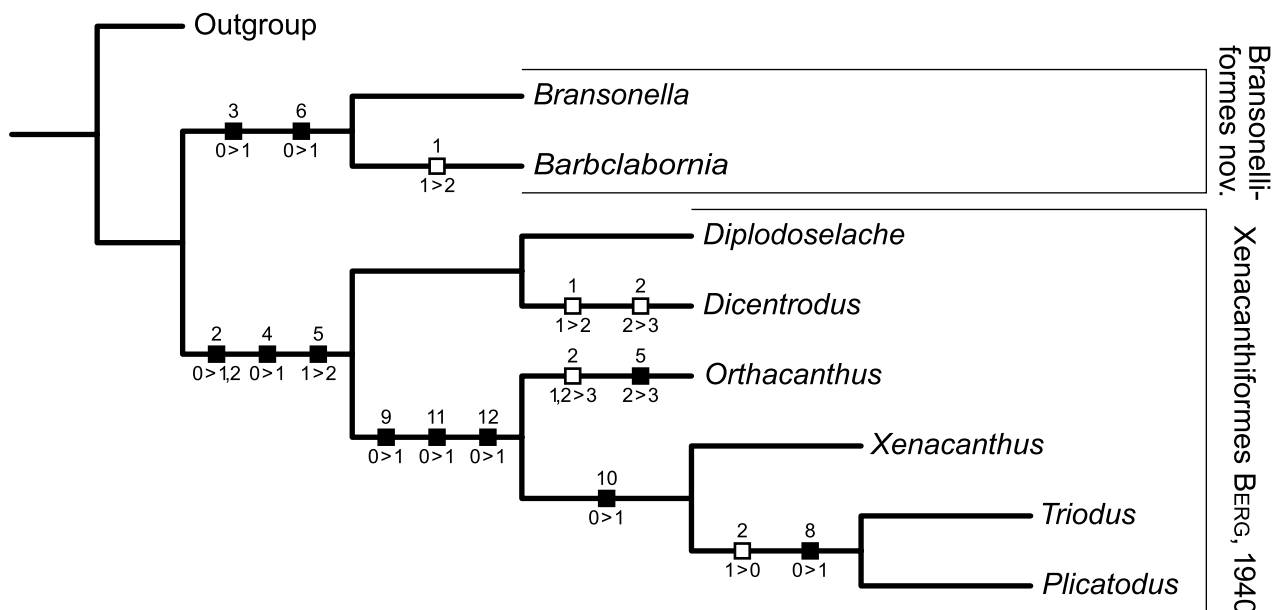 Outgroup
3 6
0>1 0>1
Bransonella
1
1>2
Barbclabornia
Bransonelli-
formes nov.
Diplodoselache
1 2
1>2 2>3
Dicentrodus
2 4 5
0>1,2 0>1 1>2
2 5
1,2>3 2>3
Orthacanthus
9 11 12
0>1 0>1 0>1
Xenacanthus
10
0>1
Triodus
2 8
1>0 0>1
Plicatodus
Xenacanthiformes BERG, 1940